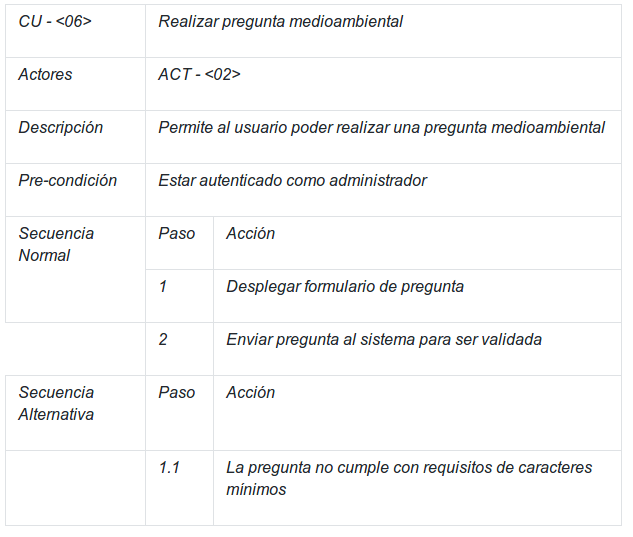 CU - <06> Realizar pregunta medioambiental
Actores ACT - <02>
Descripción Permite al usuario poder realizar una pregunta medioambiental
Pre-condición Estar autenticado como administrador
Secuencia Normal Paso Acción
1 Desplegar formulario de pregunta
2 Enviar pregunta al sistema para ser validada
Secuencia Alternativa Paso Acción
1.1 La pregunta no cumple con requisitos de caracteres
mínimos